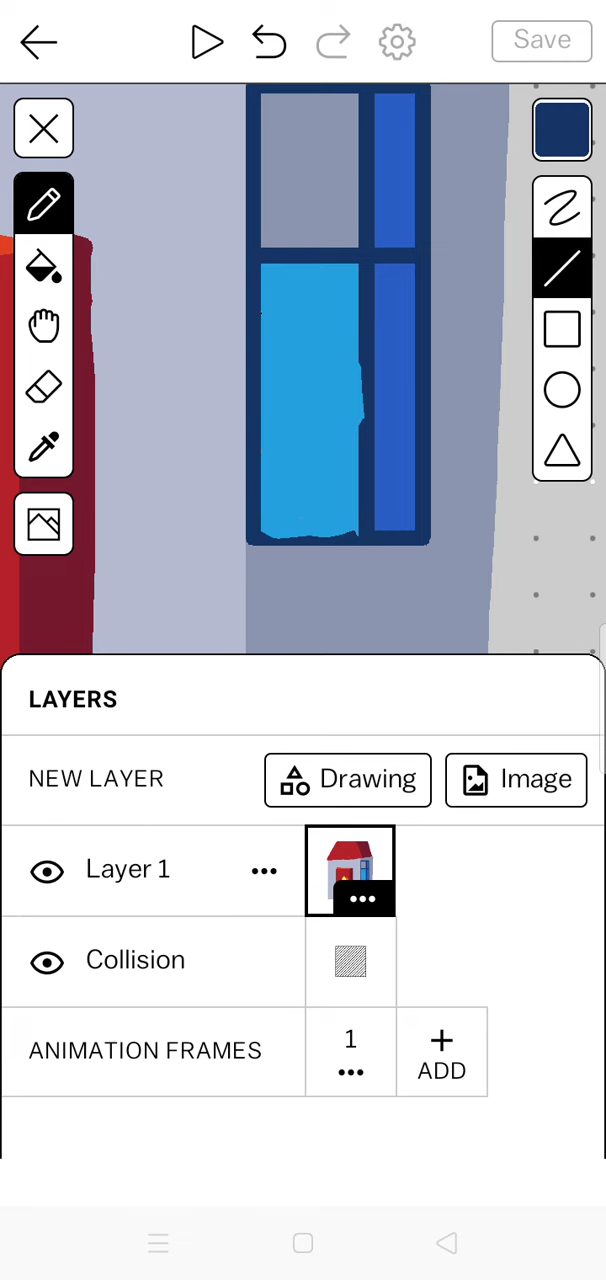 Save
LAYERS
NEW LAYER
Drawing
Image
Layer 1
Collision
ANIMATION FRAMES
1
ADD